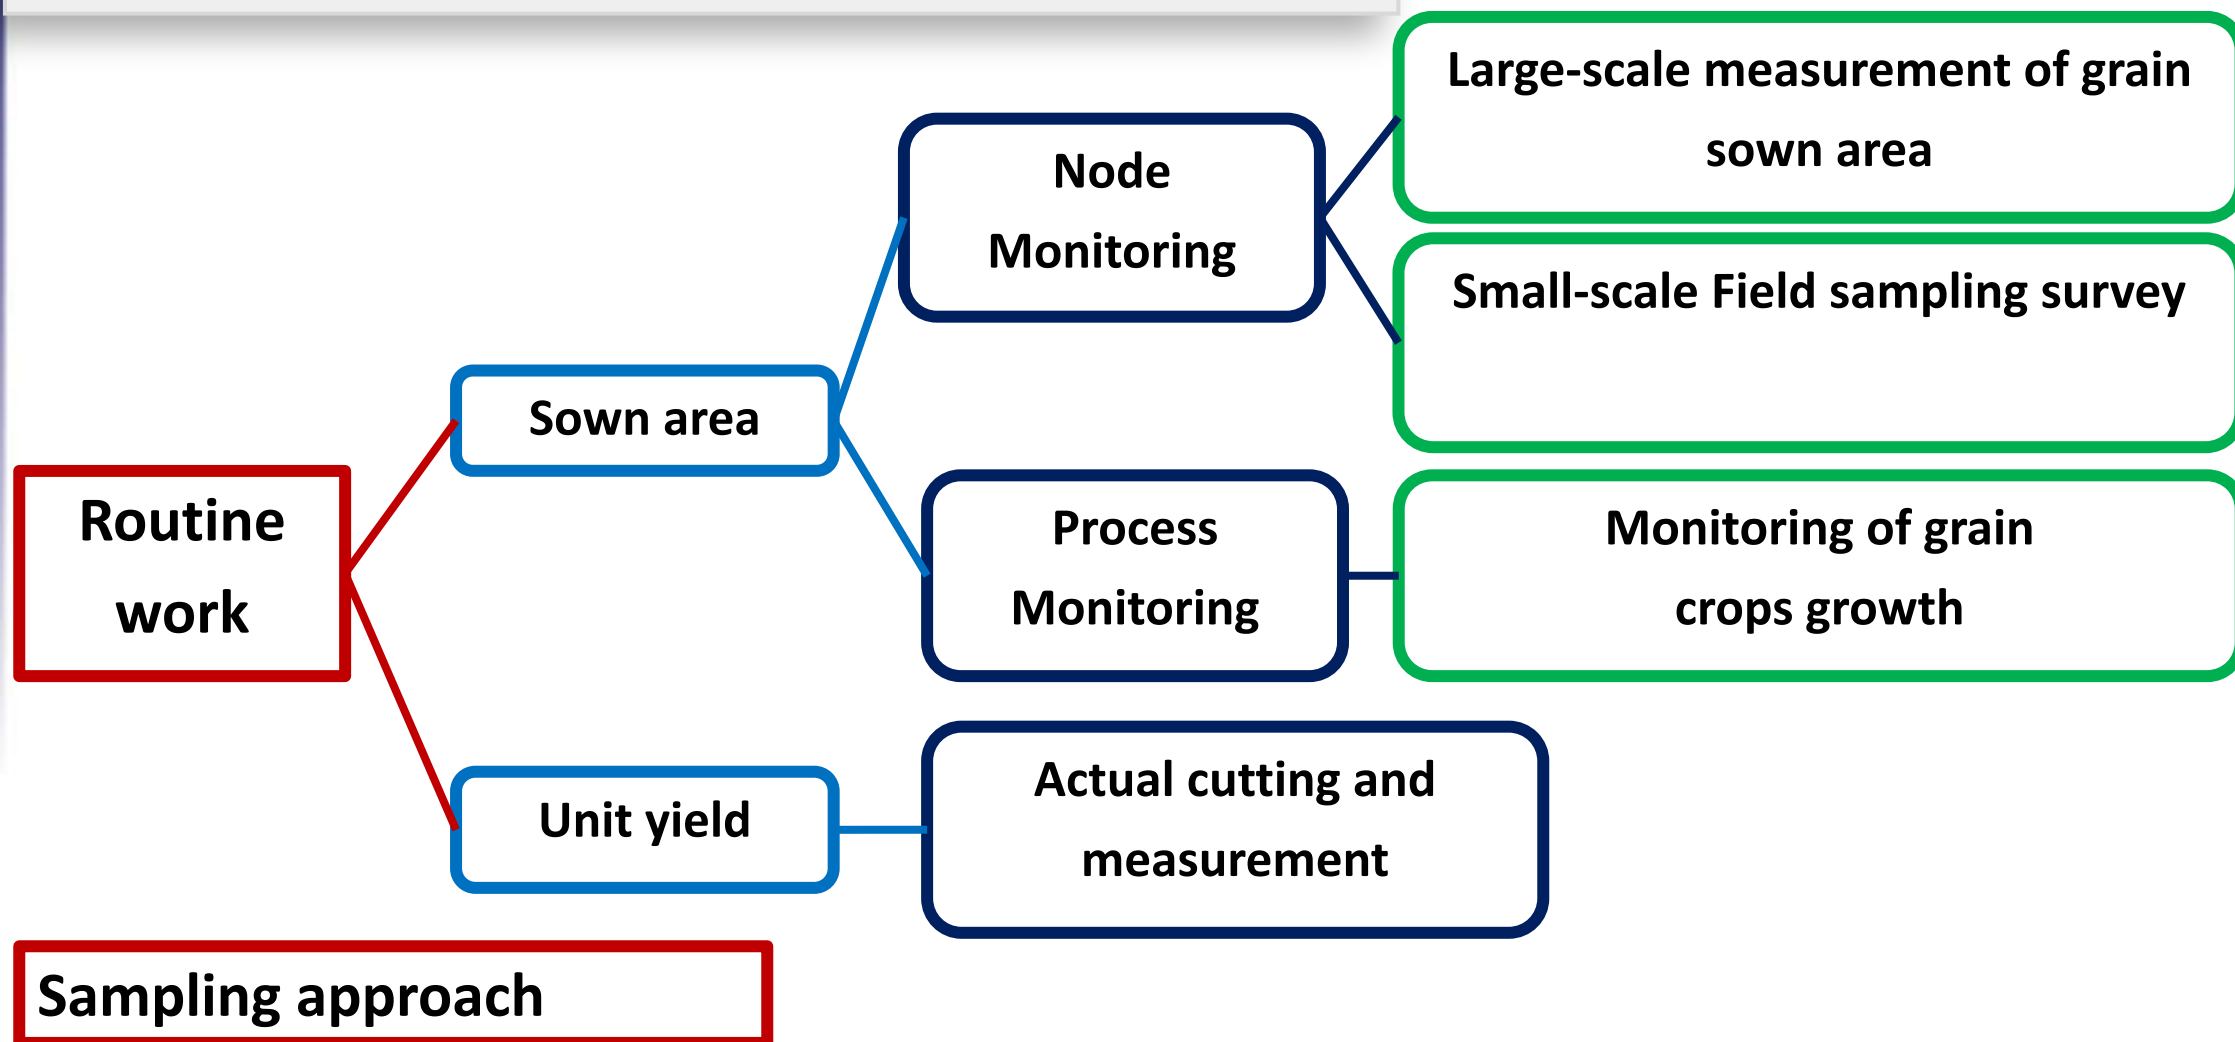 Large-scale measurement of grain
sown area
Node
Monitoring
Small-scale Field sampling survey
Sown area
Routine
work
Process
Monitoring
Monitoring of grain
crops growth
Unit yield
Actual cutting and
measurement
Sampling approach